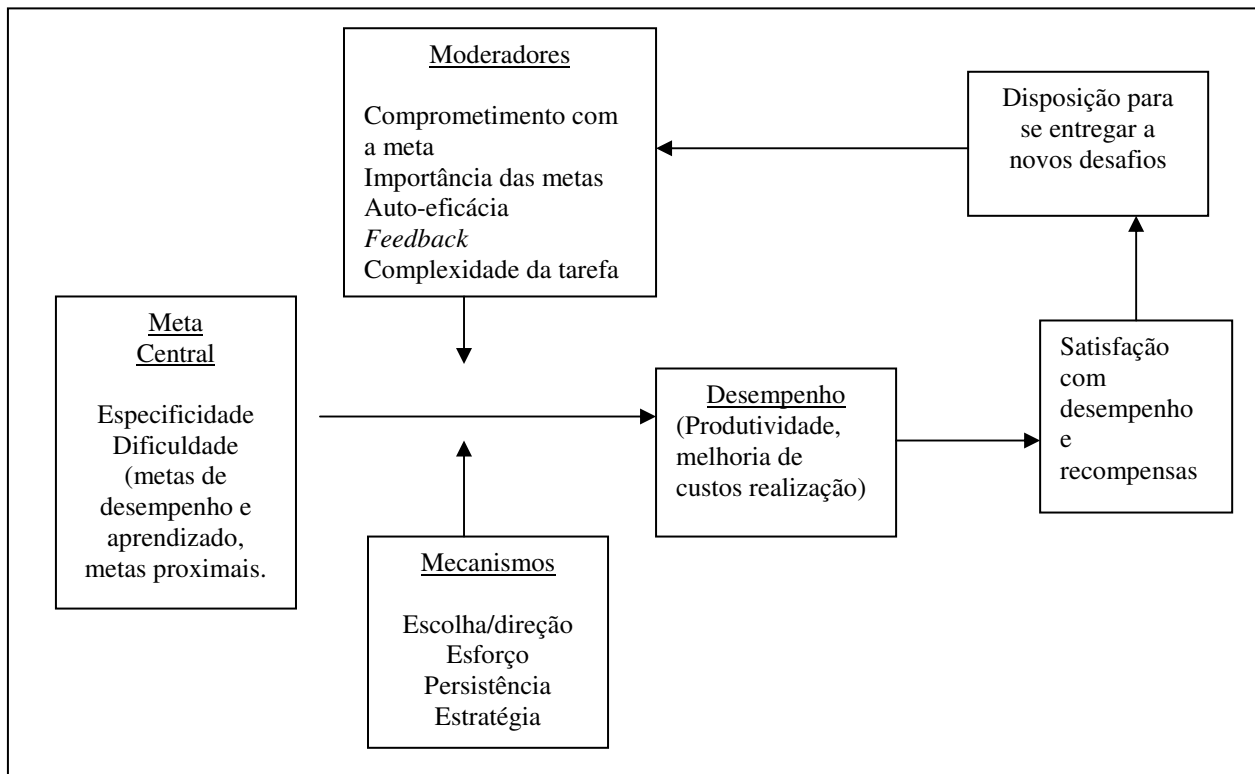 Moderadores
Comprometimento com
a meta
Importância das metas
Auto-eficácia
Feedback
Complexidade da tarefa
Disposição para
se entregar a
novos desafios
Meta
Central
Especificidade
Dificuldade
(metas de
desempenho e
aprendizado,
metas proximais.
Desempenho
(Produtividade,
melhoria de
custos realização)
Satisfação
com
desempenho
e
recompensas
Mecanismos
Escolha/direção
Esforço
Persistência
Estratégia